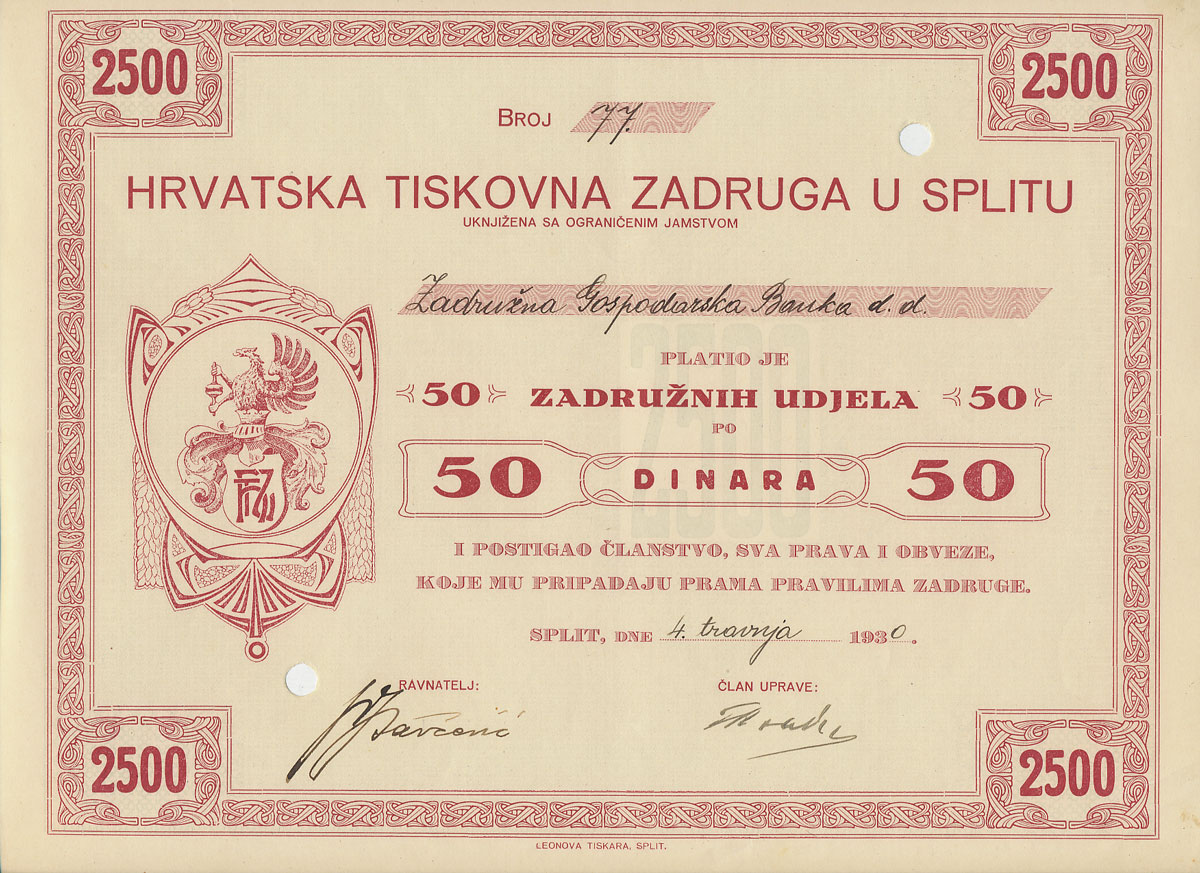 2500
2500
BROJ 77.
HRVATSKA TISKOVNA ZADRUGA U SPLITU
UKNJIŽENA SA OGRANIČENIM JAMSTVOM
Zadružna Gospodarska Banka d. d.
PLATIO JE
50 ZADRUŽNIH UDJELA 50
PO
50 DINARA 50
I POSTIGAO ČLANSTVO, SVA PRAVA I OBVEZE,
KOJE MU PRIPADAJU PRAMA PRAVILIMA ZADRUGE.
SPLIT, DNE 4. travnja 1930.
RAVNATELJ: ČLAN UPRAVE:
2500
2500
LEONOVA TISKARA, SPLIT.